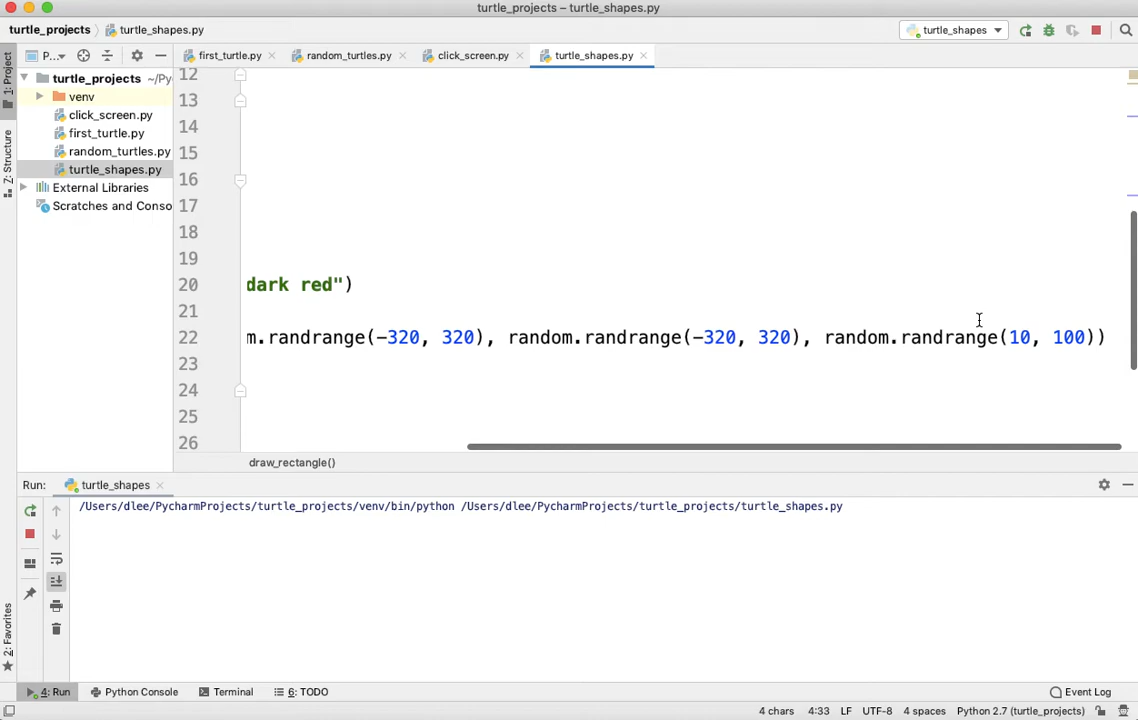 turtle_projects – turtle_shapes.py
turtle_projects turtle_shapes.py turtle_shapes
P... first_turtle.py random_turtles.py click_screen.py turtle_shapes.py
1: Project
Z: Structure
2: Favorites
turtle_projects ~/Pyc
venv
click_screen.py
first_turtle.py
random_turtles.py
turtle_shapes.py
External Libraries
Scratches and Conso
12
13
14
15
16
17
18
19
20 dark red")
21
22 m.randrange(-320, 320), random.randrange(-320, 320), random.randrange(10, 100))
23
24
25
26
draw_rectangle()
Run: turtle_shapes
/Users/dlee/PycharmProjects/turtle_projects/venv/bin/python /Users/dlee/PycharmProjects/turtle_projects/turtle_shapes.py
4: Run Python Console Terminal 6: TODO Event Log
4 chars 4:33 LF UTF-8 4 spaces Python 2.7 (turtle_projects)